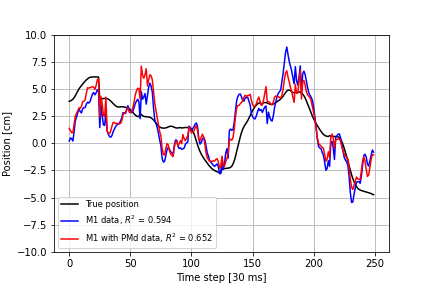 10.0
7.5
5.0
2.5
0.0
−2.5
−5.0
−7.5
−10.0
Position [cm]
True position
M1 data, R² = 0.594
M1 with PMd data, R² = 0.652
0 50 100 150 200 250
Time step [30 ms]